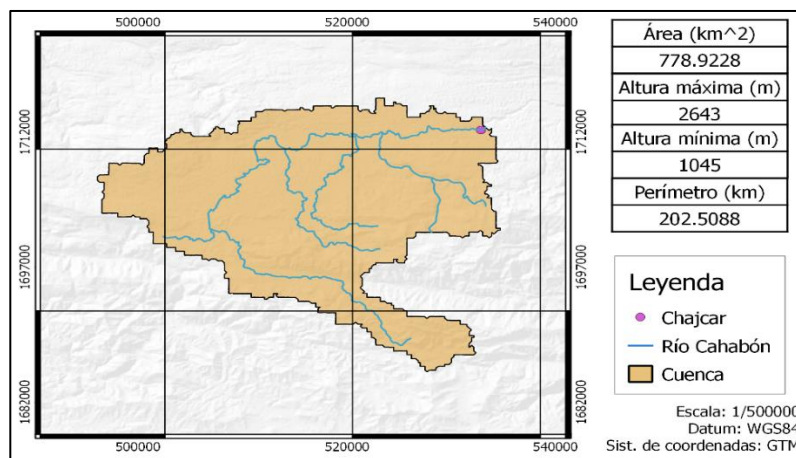 500000 520000 540000
1712000 1712000
1697000 1697000
1682000 1682000
500000 520000 540000
Área (km^2)
778.9228
Altura máxima (m)
2643
Altura mínima (m)
1045
Perímetro (km)
202.5088
Leyenda
Chajcar
Río Cahabón
Cuenca
Escala: 1/500000
Datum: WGS84
Sist. de coordenadas: GTM